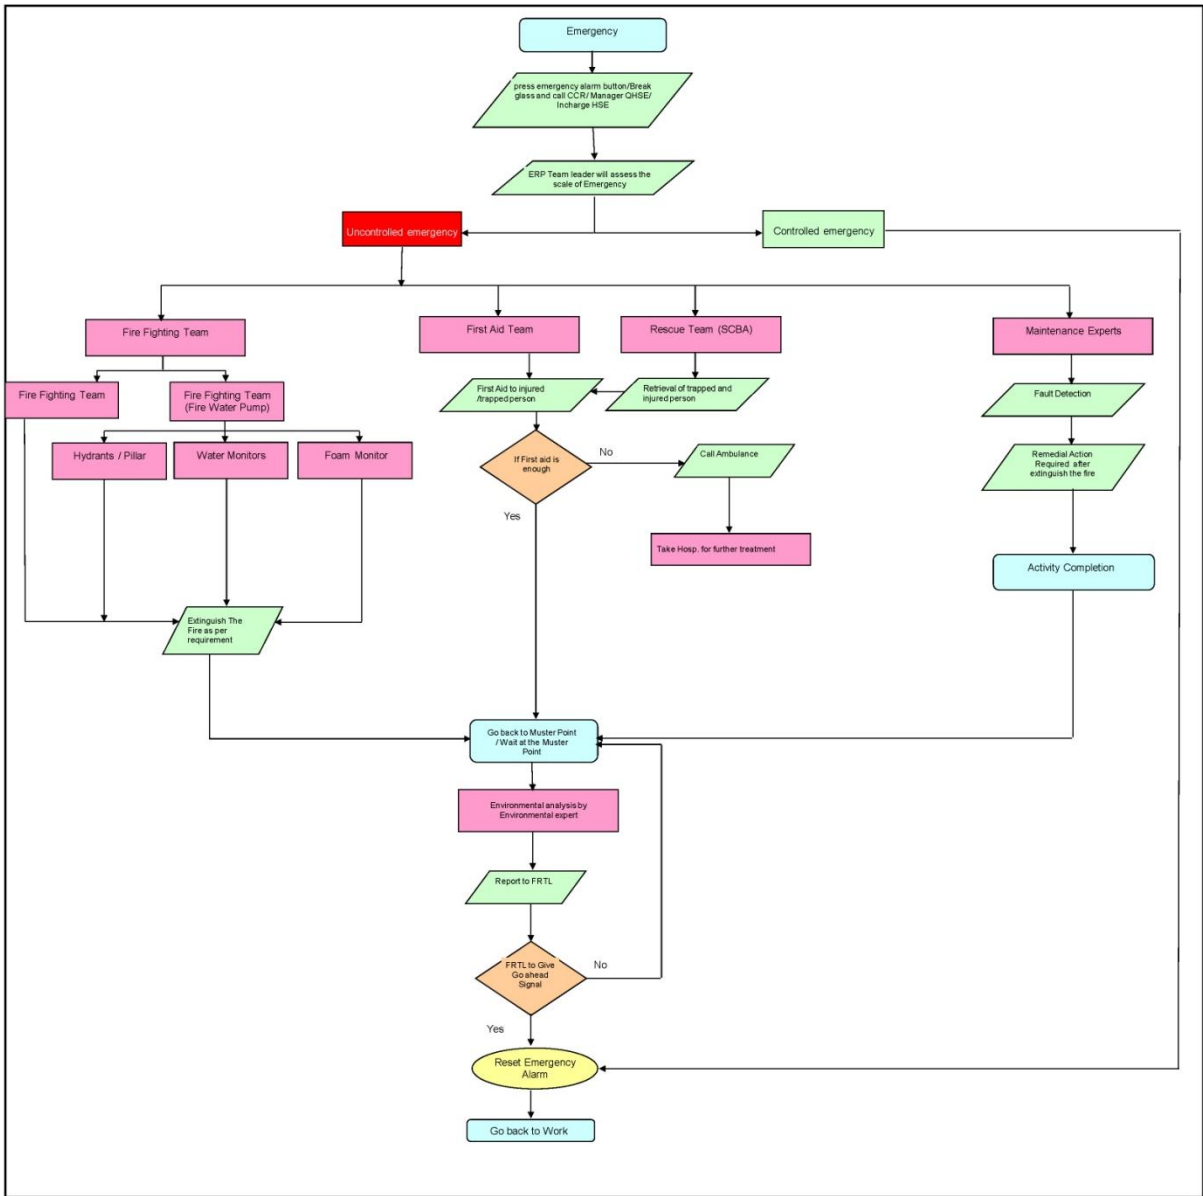 Emergency
press emergency alarm button/Break
glass and call CCR/ Manager QHSE/
Incharge HSE
ERP Team leader will assess the
scale of Emergency
Uncontrolled emergency
Controlled emergency
Fire Fighting Team
First Aid Team
Rescue Team (SCBA)
Maintenance Experts
Fire Fighting Team
Fire Fighting Team
(Fire Water Pump)
First Aid to injured
/trapped person
Retrieval of trapped and
injured person
Fault Detection
Hydrants / Pillar
Water Monitors
Foam Monitor
If First aid is
enough
No
Call Ambulance
Remedial Action
Required after
extinguish the fire
Yes
Take Hosp. for further treatment
Activity Completion
Extinguish The
Fire as per
requirement
Go back to Muster Point
/ Wait at the Muster
Point
Environmental analysis by
Environmental expert
Report to FRTL
FRTL to Give
Go ahead
Signal
No
Yes
Reset Emergency
Alarm
Go back to Work